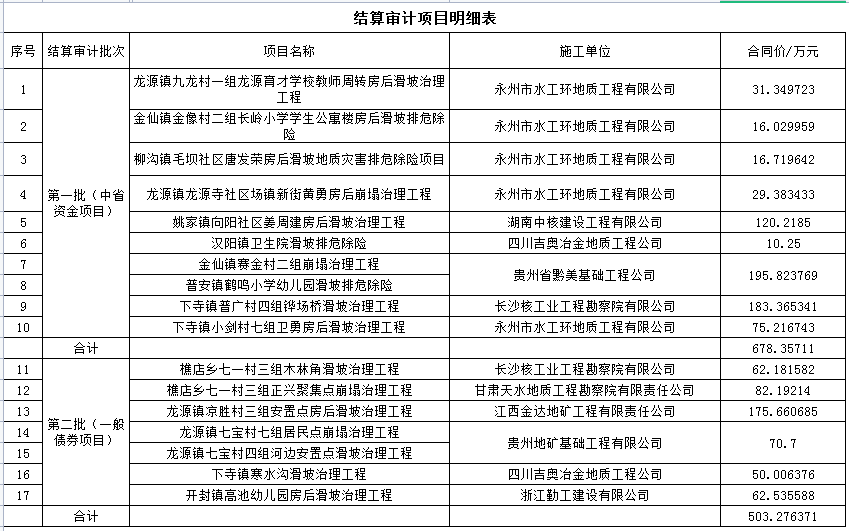 结算审计项目明细表
序号 结算审计批次 项目名称 施工单位 合同价/万元
1 龙源镇九龙村一组龙源育才学校教师周转房后滑坡治理
工程 永州市水工环地质工程有限公司 31.349723
2 金仙镇金像村二组长岭小学学生公寓楼房后滑坡排危除
险 永州市水工环地质工程有限公司 16.029959
3 柳沟镇毛坝社区唐发荣房后滑坡地质灾害排危除险项目 永州市水工环地质工程有限公司 16.719642
第一批（中省
资金项目）
4 龙源镇龙源寺社区场镇新街黄勇房后崩塌治理工程 永州市水工环地质工程有限公司 29.383433
5 姚家镇向阳社区姜周建房后滑坡治理工程 湖南中核建设工程有限公司 120.2185
6 汉阳镇卫生院滑坡排危除险 四川吉奥冶金地质工程公司 10.25
7 金仙镇赛金村二组崩塌治理工程
贵州省黔美基础工程公司 195.823769
8 普安镇鹤鸣小学幼儿园滑坡排危除险
9 下寺镇普广村四组铧场桥滑坡治理工程 长沙核工业工程勘察院有限公司 183.365341
10 下寺镇小剑村七组卫勇房后滑坡治理工程 永州市水工环地质工程有限公司 75.216743
合计 678.35711
11 樵店乡七一村三组木林角滑坡治理工程 长沙核工业工程勘察院有限公司 62.181582
12 樵店乡七一村三组正兴聚集点崩塌治理工程 甘肃天水地质工程勘察院有限责任公司 82.19214
13 龙源镇凉胜村三组安置点房后滑坡治理工程 江西金达地矿工程有限责任公司 175.660685
第二批（一般
债券项目）
14 龙源镇七宝村七组居民点崩塌治理工程
贵州地矿基础工程有限公司 70.7
15 龙源镇七宝村四组河边安置点滑坡治理工程
16 下寺镇寒水沟滑坡治理工程 四川吉奥冶金地质工程公司 50.006376
17 开封镇高池幼儿园房后滑坡治理工程 浙江勤工建设有限公司 62.535588
合计 503.276371